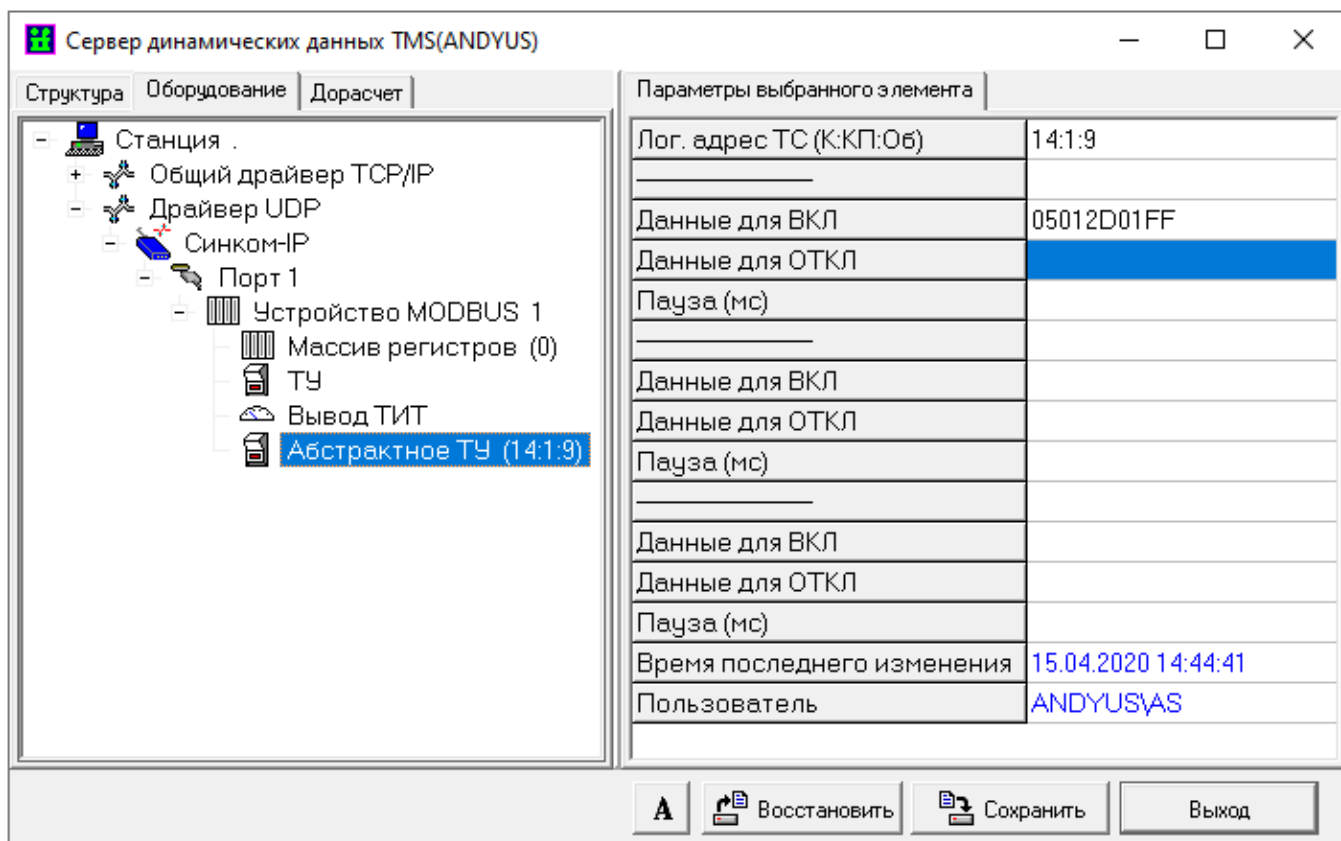 Сервер динамических данных TMS(ANDYUS)
Структура Оборудование Дорасчет
Станция .
Общий драйвер TCP/IP
Драйвер UDP
Синком-IP
Порт 1
Устройство MODBUS 1
Массив регистров (0)
ТУ
Вывод ТИТ
Абстрактное ТУ (14:1:9)
Параметры выбранного элемента
Лог. адрес ТС (К:КП:Об) 14:1:9
Данные для ВКЛ 05012D01FF
Данные для ОТКЛ
Пауза (мс)
Данные для ВКЛ
Данные для ОТКЛ
Пауза (мс)
Данные для ВКЛ
Данные для ОТКЛ
Пауза (мс)
Время последнего изменения 15.04.2020 14:44:41
Пользователь ANDYUS\AS
A Восстановить Сохранить Выход